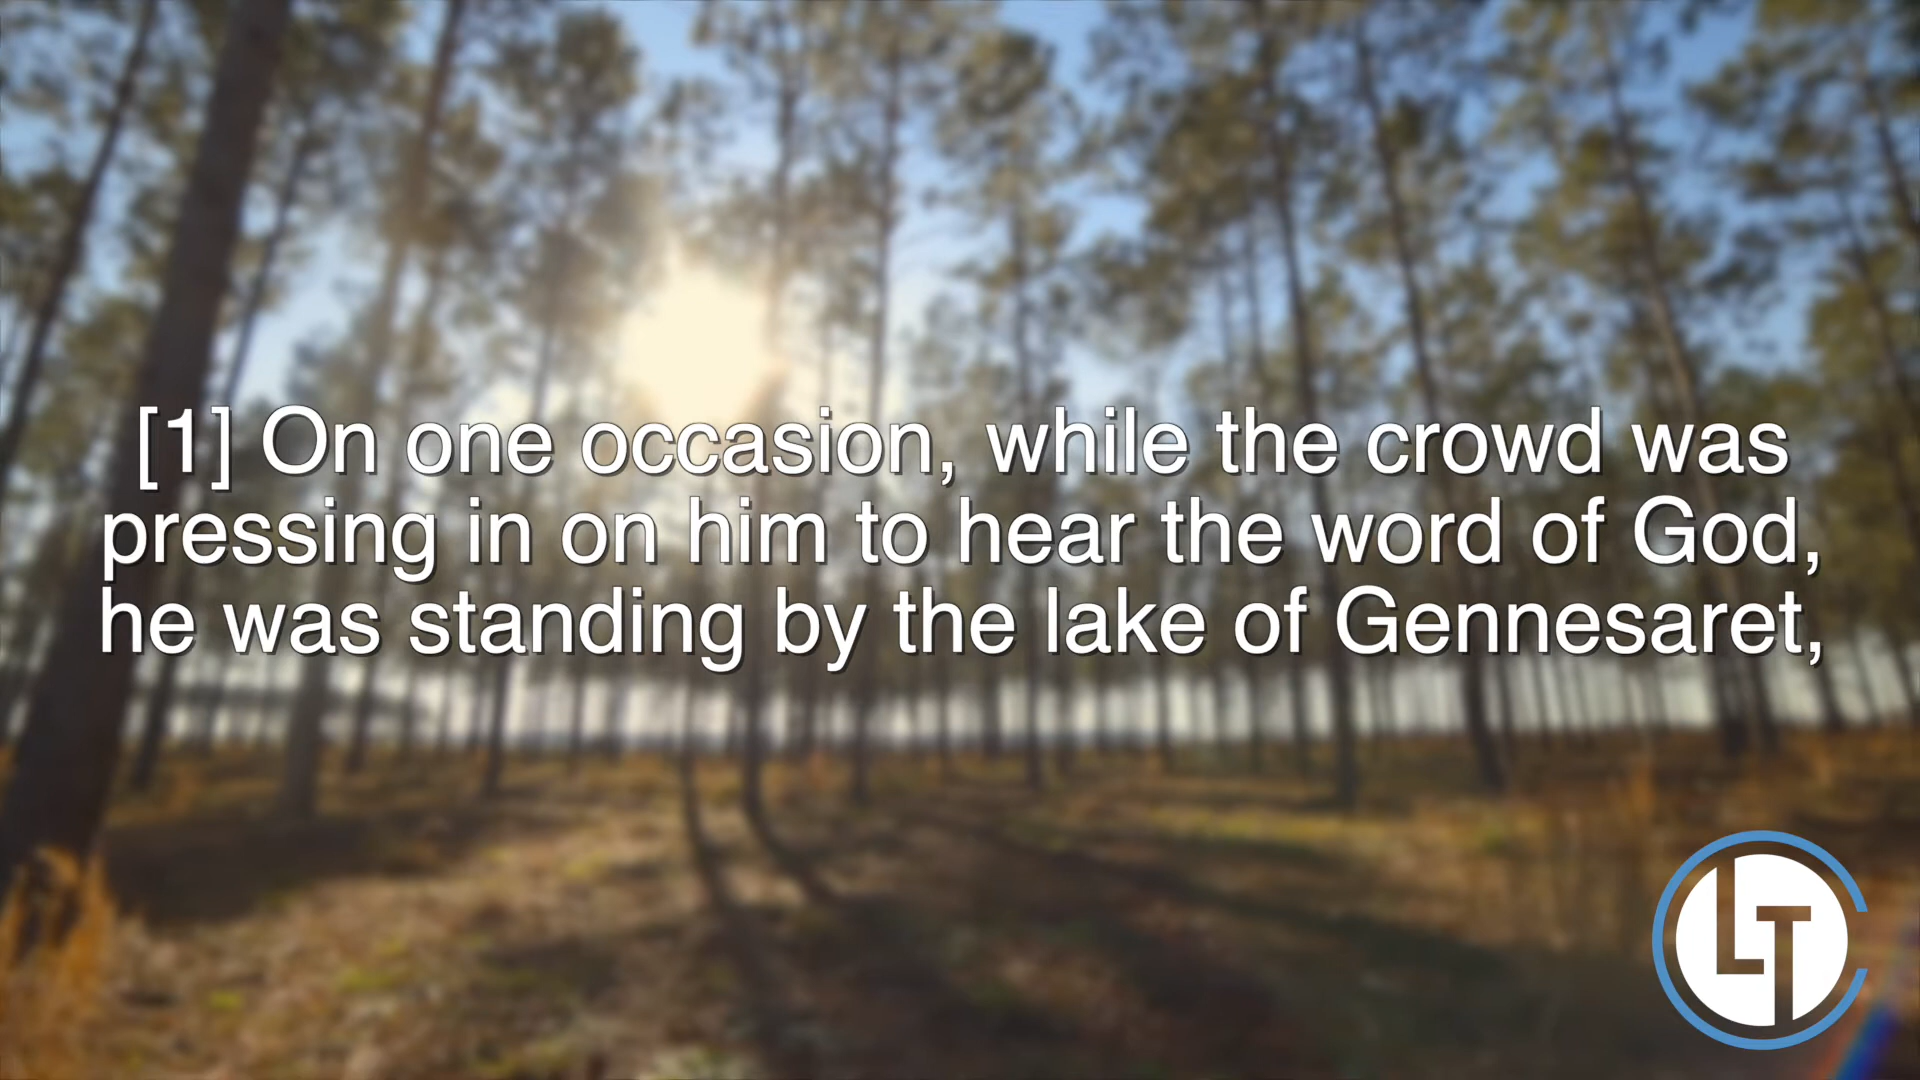 [1] On one occasion, while the crowd was
pressing in on him to hear the word of God,
he was standing by the lake of Gennesaret,
LT